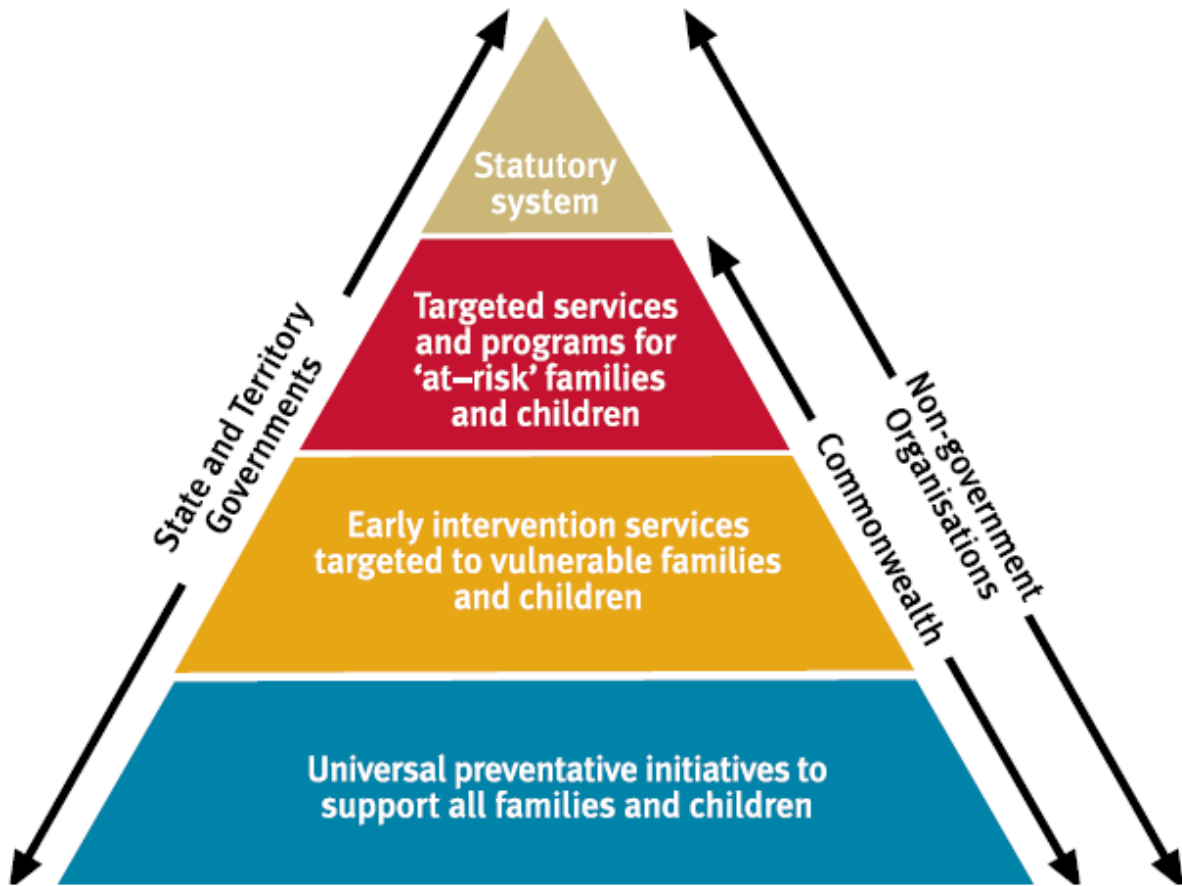 Statutory
system
Targeted services
and programs for
‘at–risk’ families
and children
Early intervention services
targeted to vulnerable families
and children
Universal preventative initiatives to
support all families and children
State and Territory
Governments
Commonwealth
Non-government
Organisations